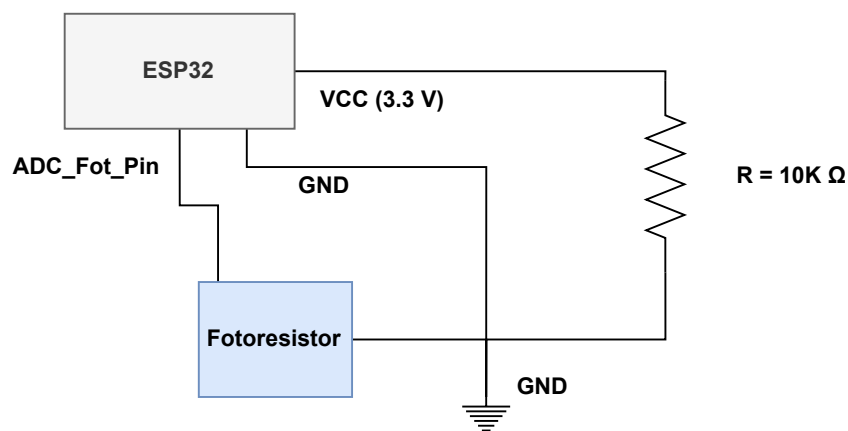 ESP32
VCC (3.3 V)
ADC_Fot_Pin
GND
R = 10K Ω
Fotoresistor
GND